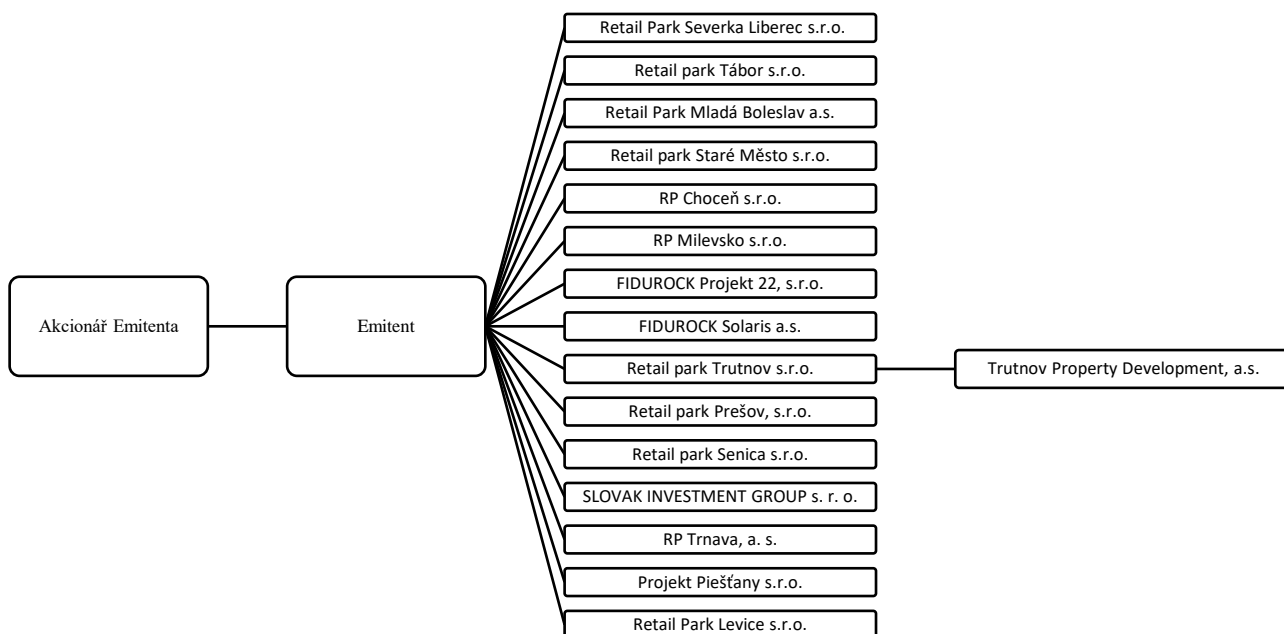 Retail Park Severka Liberec s.r.o.
Retail park Tábor s.r.o.
Retail Park Mladá Boleslav a.s.
Retail park Staré Město s.r.o.
RP Choceň s.r.o.
RP Milevsko s.r.o.
FIDUROCK Projekt 22, s.r.o.
Akcionář Emitenta
Emitent
FIDUROCK Solaris a.s.
Retail park Trutnov s.r.o.
Trutnov Property Development, a.s.
Retail park Prešov, s.r.o.
Retail park Senica s.r.o.
SLOVAK INVESTMENT GROUP s. r. o.
RP Trnava, a. s.
Projekt Piešťany s.r.o.
Retail Park Levice s.r.o.